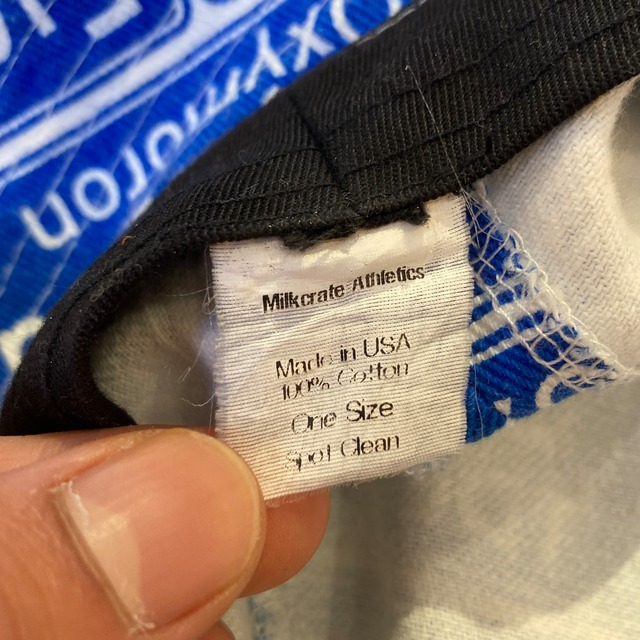 Oxymoron
Milkcrate Athletics
Made in USA
100% Cotton
One Size
Spot Clean